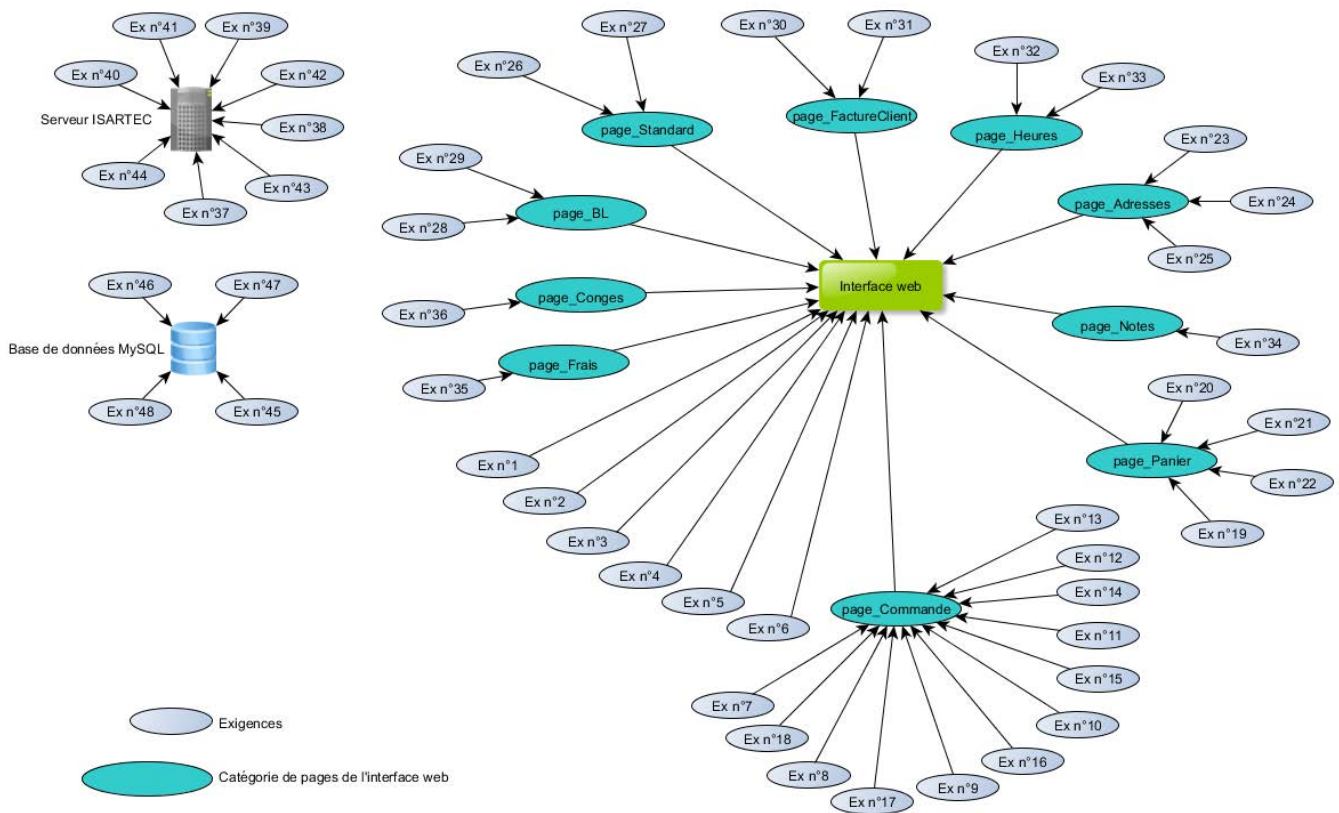 Ex n°41
Ex n°39
Ex n°40
Ex n°42
Serveur ISARTEC
Ex n°38
Ex n°44
Ex n°43
Ex n°37
Ex n°46
Ex n°47
Base de données MySQL
Ex n°48
Ex n°45
Ex n°27
Ex n°30
Ex n°31
Ex n°26
Ex n°32
Ex n°33
page_Standard
page_FactureClient
page_Heures
Ex n°29
Ex n°23
page_BL
page_Adresses
Ex n°24
Ex n°28
Ex n°25
Interface web
page_Conges
Ex n°36
page_Notes
Ex n°34
page_Frais
Ex n°35
Ex n°20
Ex n°21
page_Panier
Ex n°22
Ex n°19
Ex n°1
Ex n°2
Ex n°3
Ex n°4
Ex n°5
Ex n°6
Ex n°13
Ex n°12
Ex n°14
page_Commande
Ex n°11
Ex n°15
Ex n°7
Ex n°10
Ex n°18
Ex n°16
Ex n°8
Ex n°9
Ex n°17
Exigences
Catégorie de pages de l'interface web